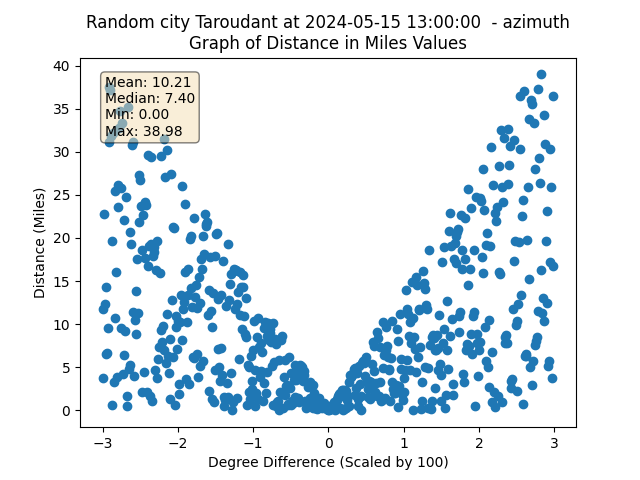 Random city Taroudant at 2024-05-15 13:00:00  - azimuth
Graph of Distance in Miles Values
Mean: 10.21
Median: 7.40
Min: 0.00
Max: 38.98
40
35
30
25
20
15
10
5
0
Distance (Miles)
−3
−2
−1
0
1
2
3
Degree Difference (Scaled by 100)